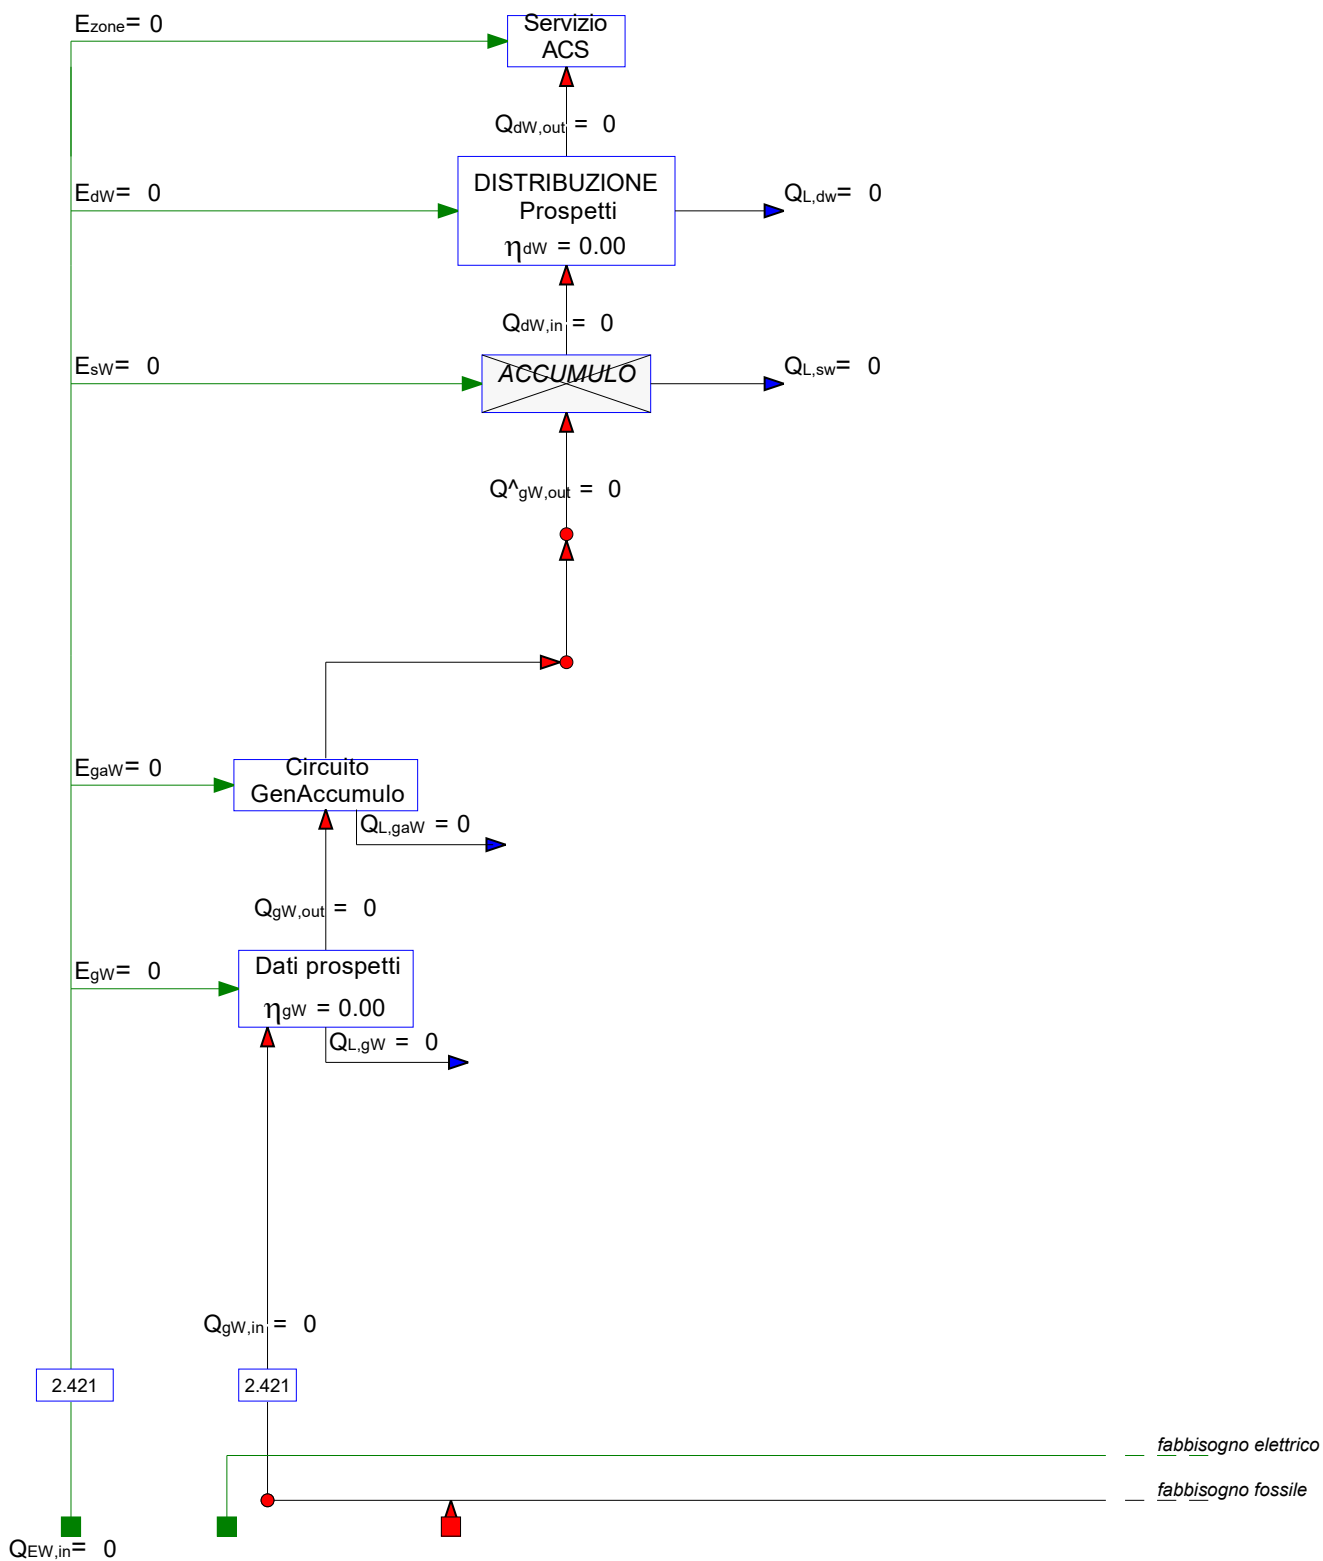 Ezone= 0
Servizio
ACS
QdW,out = 0
EdW= 0
DISTRIBUZIONE
Prospetti
ηdW = 0.00
QL,dw= 0
QdW,in = 0
EsW= 0
ACCUMULO
QL,sw= 0
Q^gW,out = 0
EgaW= 0
Circuito
GenAccumulo
QL,gaW = 0
QgW,out = 0
EgW= 0
Dati prospetti
ηgW = 0.00
QL,gW = 0
QgW,in = 0
2.421
2.421
fabbisogno elettrico
fabbisogno fossile
QEW,in= 0